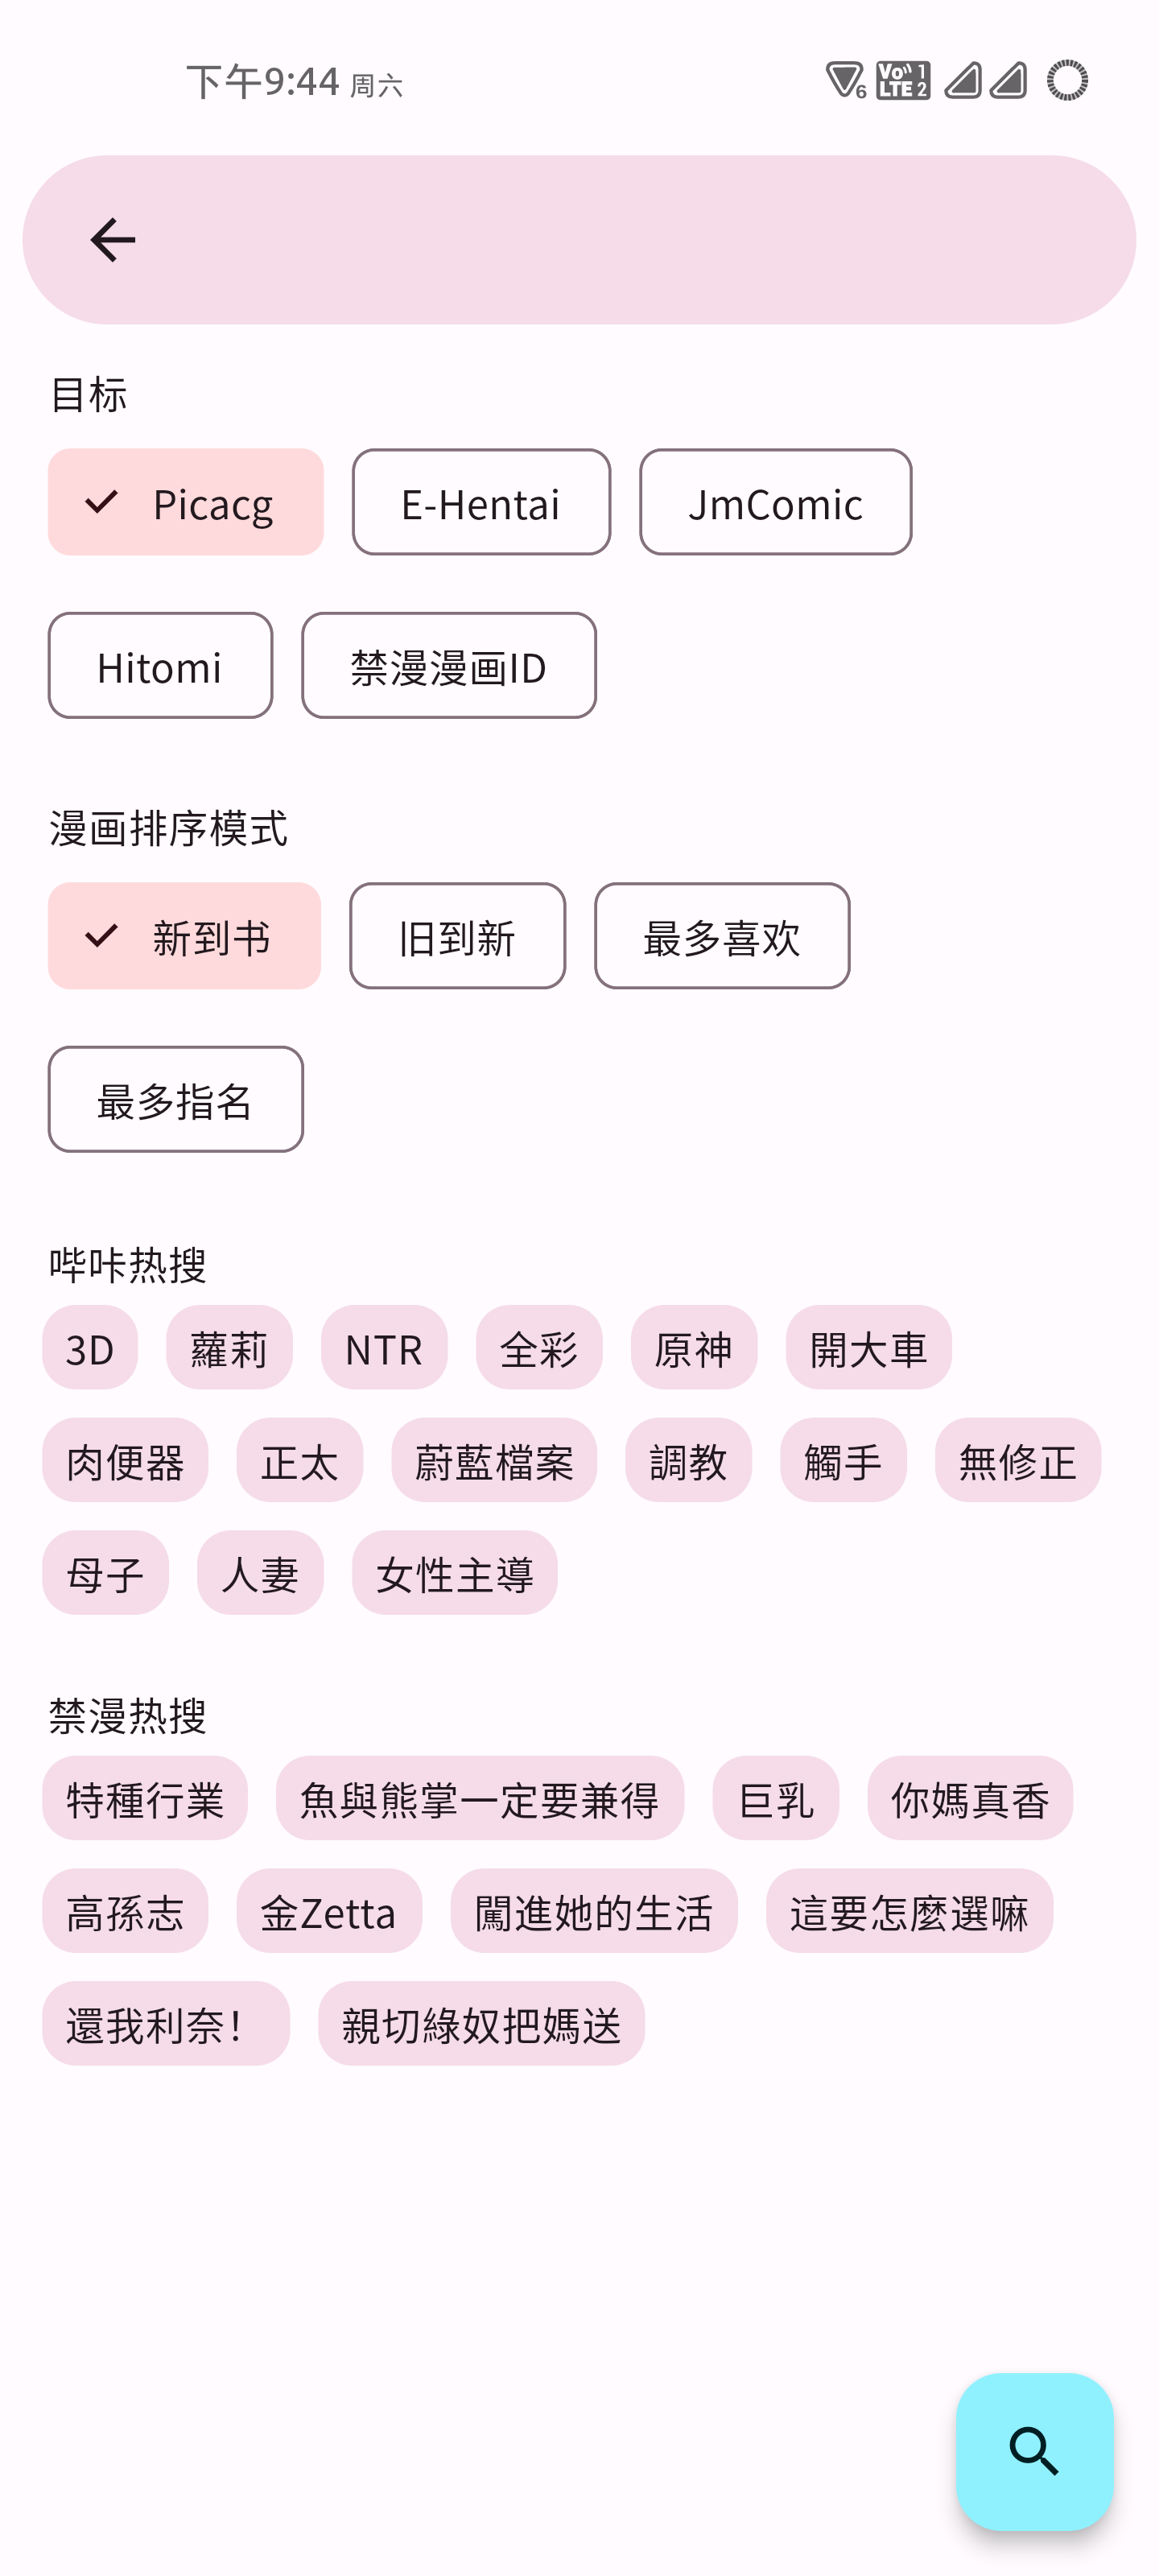 下午9:44 周六
6 Vo LTE 1 2
目标
Picacg E-Hentai JmComic
Hitomi 禁漫漫画ID
漫画排序模式
新到书 旧到新 最多喜欢
最多指名
哔咔热搜
3D 蘿莉 NTR 全彩 原神 開大車
肉便器 正太 蔚藍檔案 調教 觸手 無修正
母子 人妻 女性主導
禁漫热搜
特種行業 魚與熊掌一定要兼得 巨乳 你媽真香
高孫志 金Zetta 闖進她的生活 這要怎麼選嘛
還我利奈！ 親切綠奴把媽送